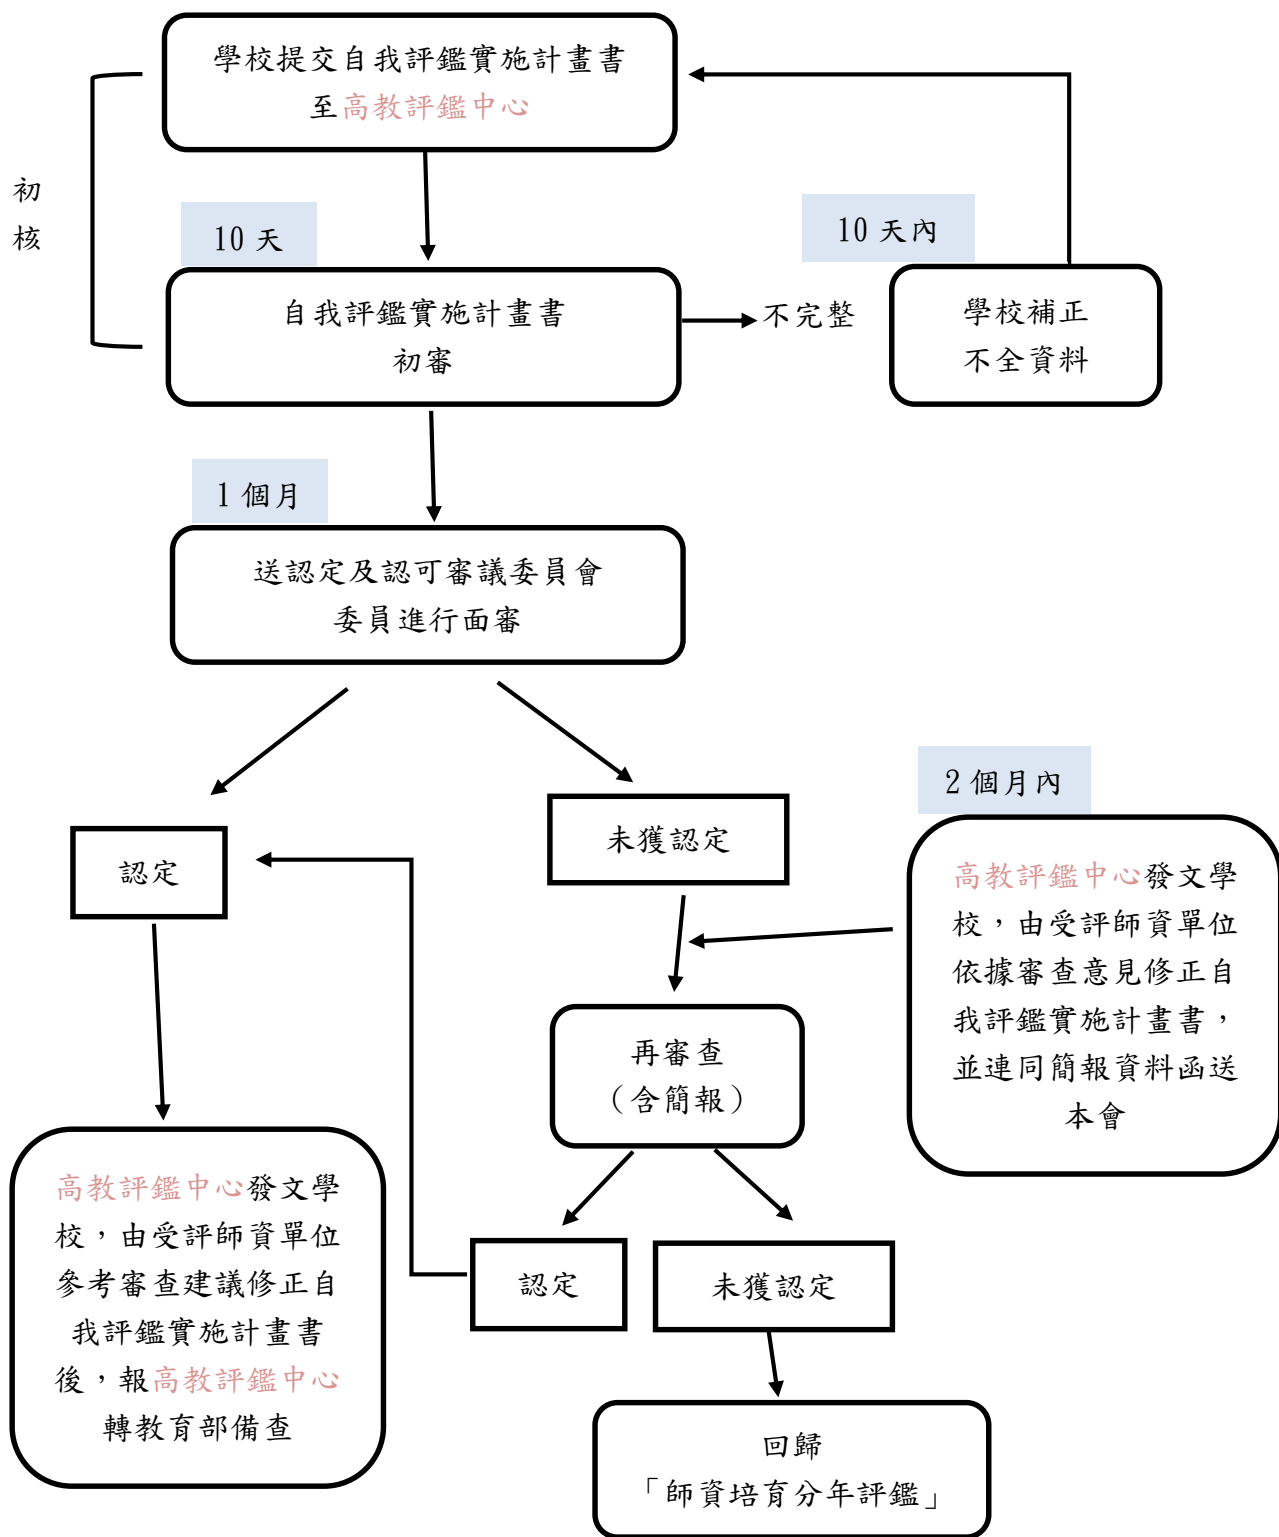 學校提交自我評鑑實施計畫書
至高教評鑑中心
初
核
10 天
10 天內
自我評鑑實施計畫書
初審
不完整
學校補正
不全資料
1 個月
送認定及認可審議委員會
委員進行面審
2 個月內
認定
未獲認定
高教評鑑中心發文學
校，由受評師資單位
依據審查意見修正自
我評鑑實施計畫書，
並連同簡報資料函送
本會
再審查
（含簡報）
高教評鑑中心發文學
校，由受評師資單位
參考審查建議修正自
我評鑑實施計畫書
後，報高教評鑑中心
轉教育部備查
認定
未獲認定
回歸
「師資培育分年評鑑」